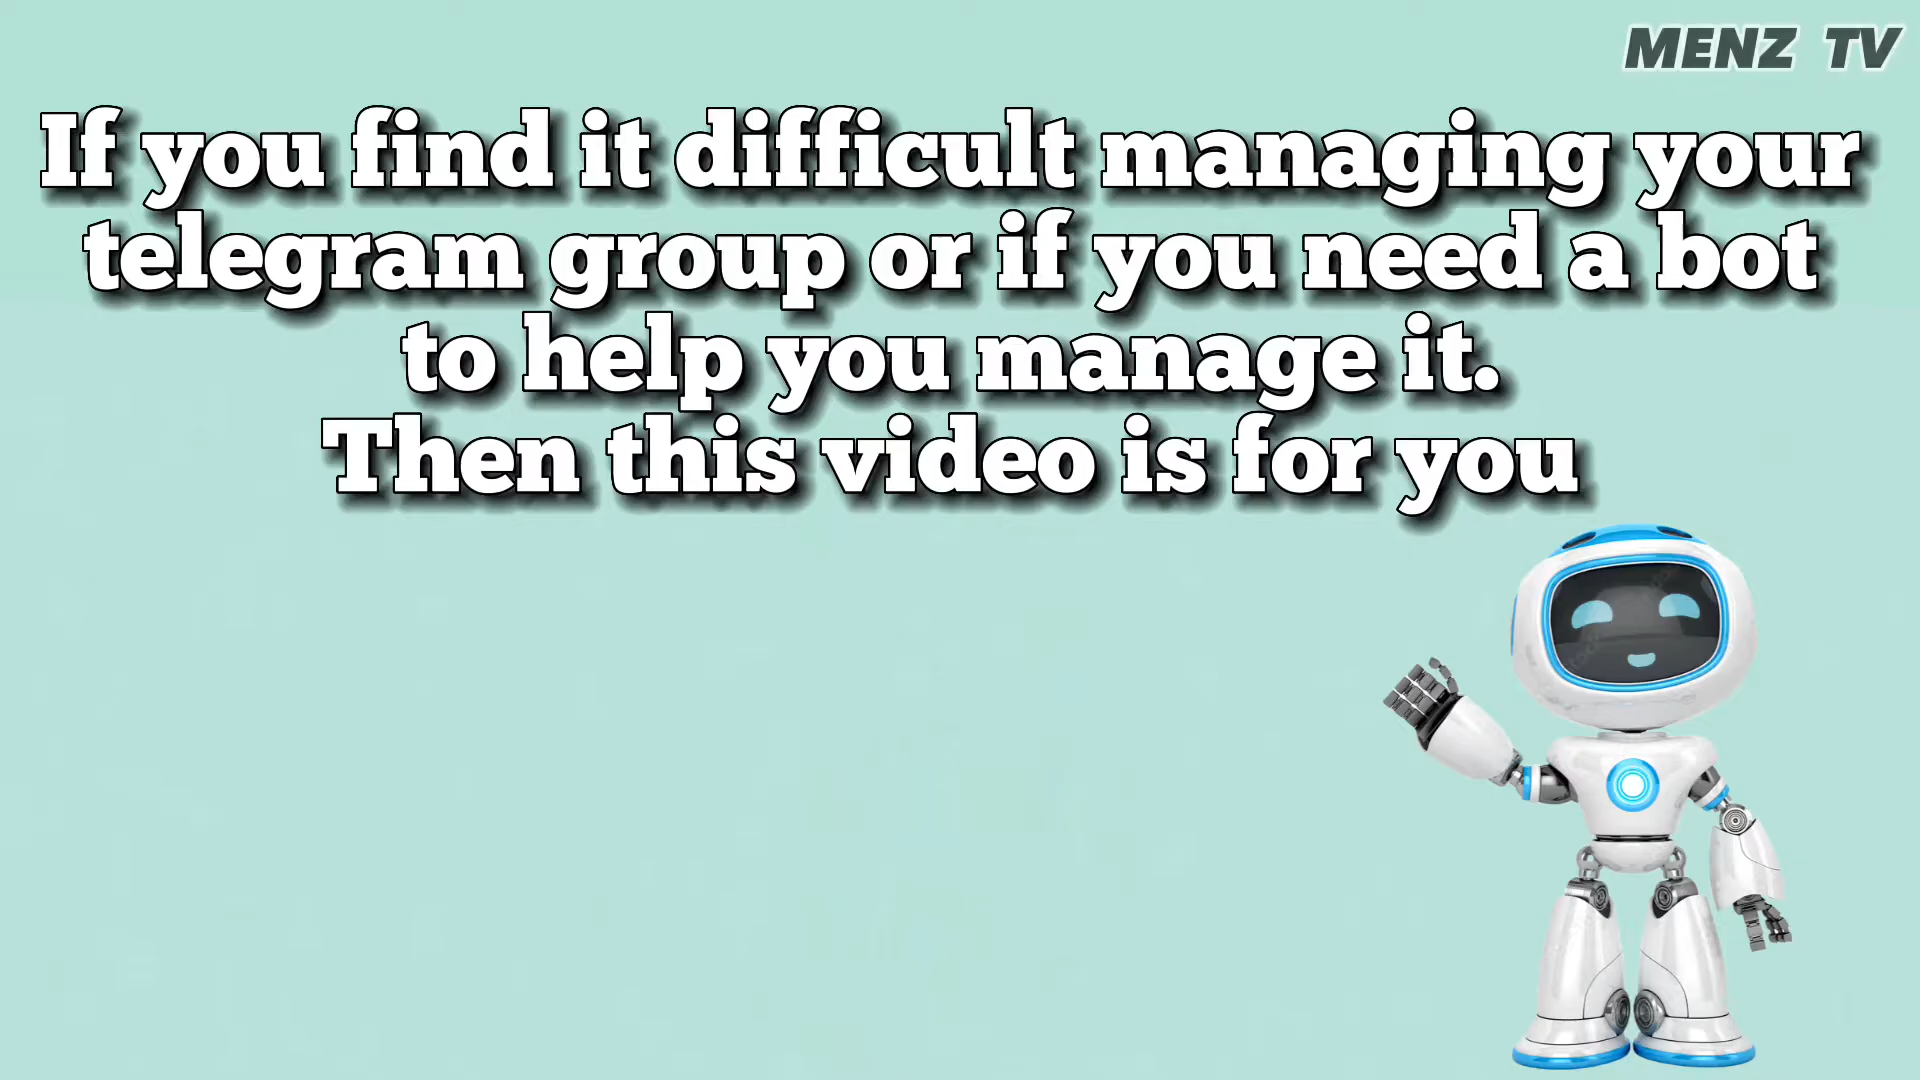 MENZ TV
If you find it difficult managing your
telegram group or if you need a bot
to help you manage it.
Then this video is for you